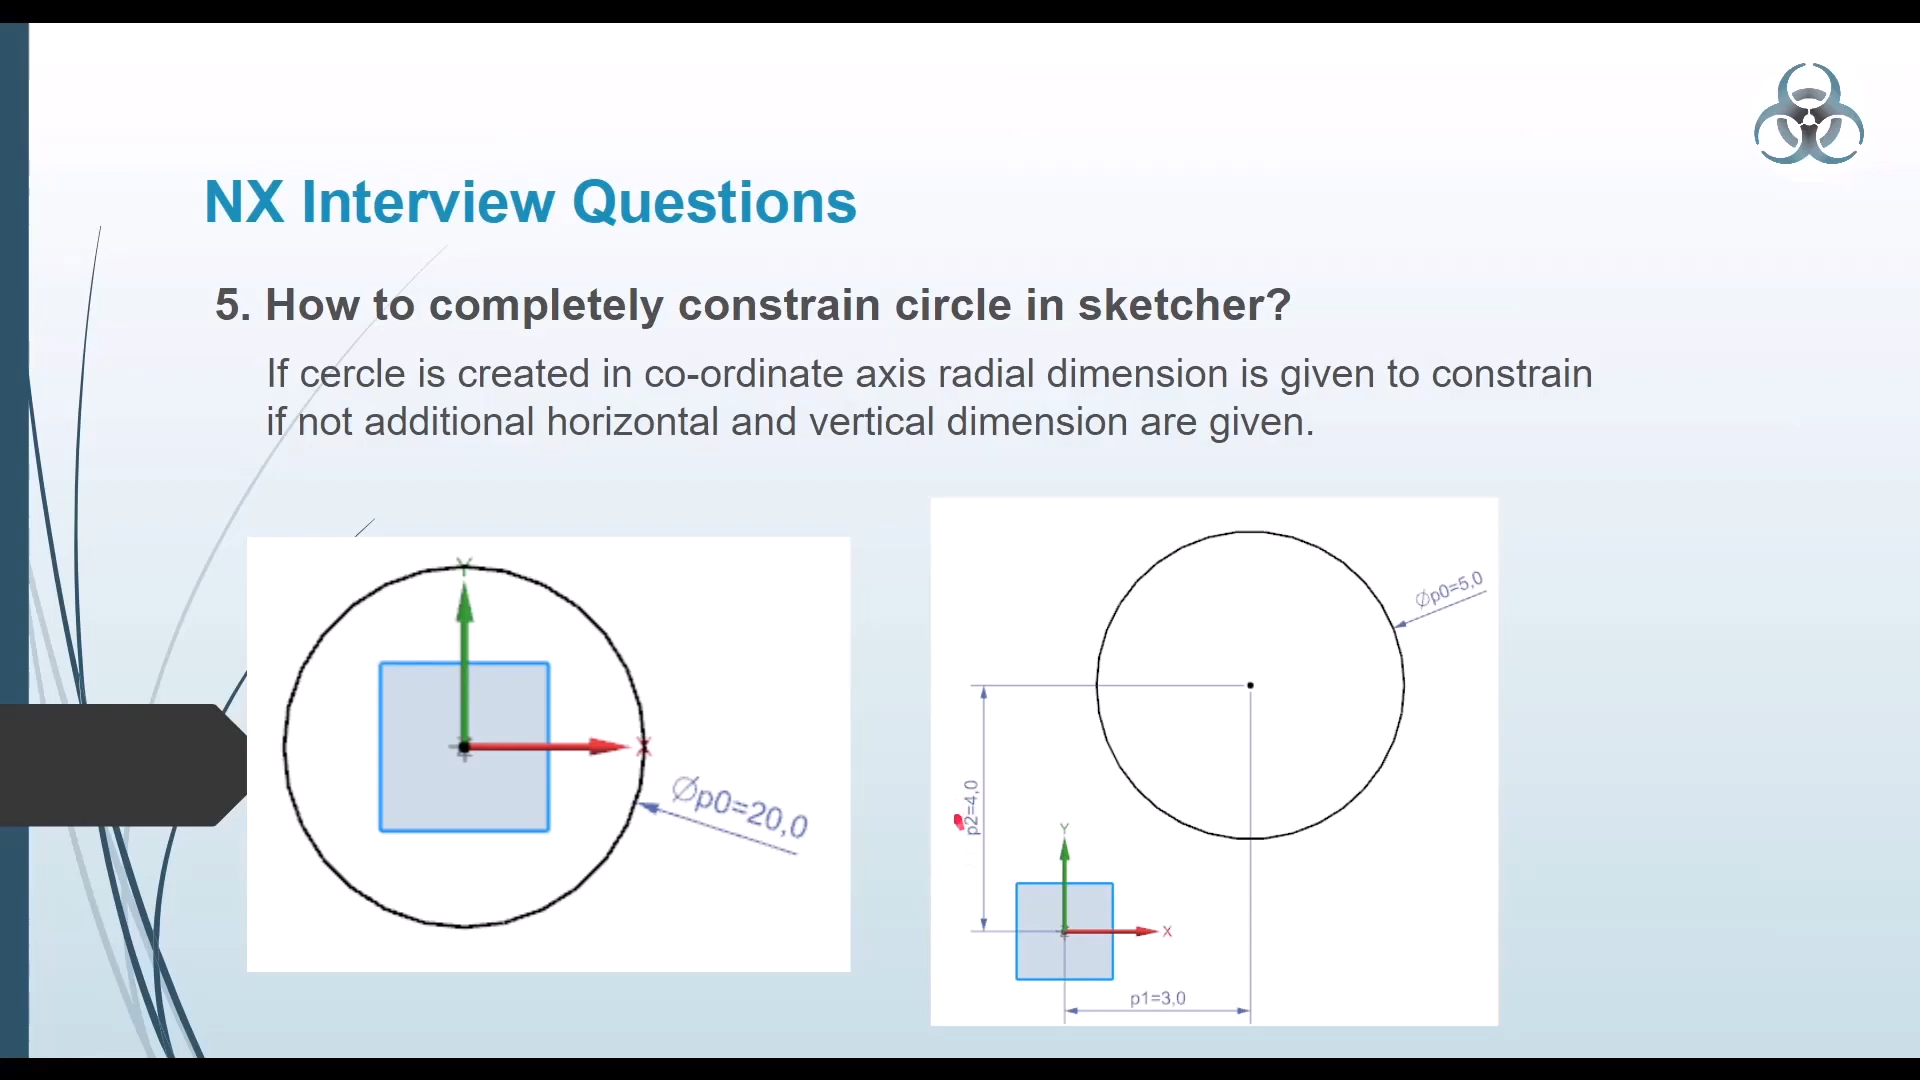 NX Interview Questions
5. How to completely constrain circle in sketcher?
If cercle is created in co-ordinate axis radial dimension is given to constrain
if not additional horizontal and vertical dimension are given.
Y
X
∅p0=20,0
∅p0=5,0
p2=4,0
Y
X
p1=3,0